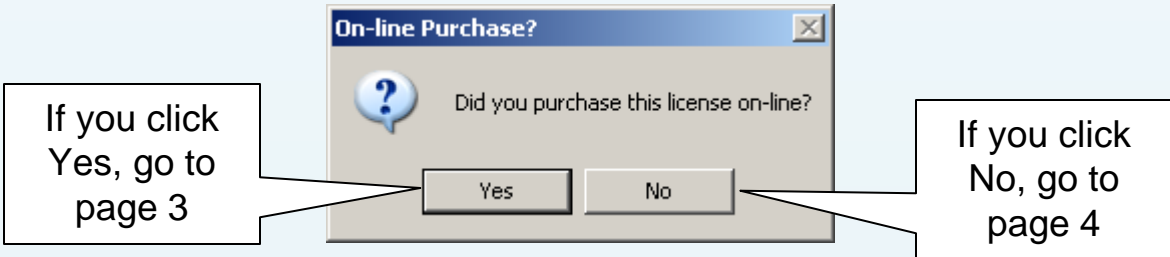 On-line Purchase?
Did you purchase this license on-line?
If you click
Yes, go to
page 3
Yes
No
If you click
No, go to
page 4